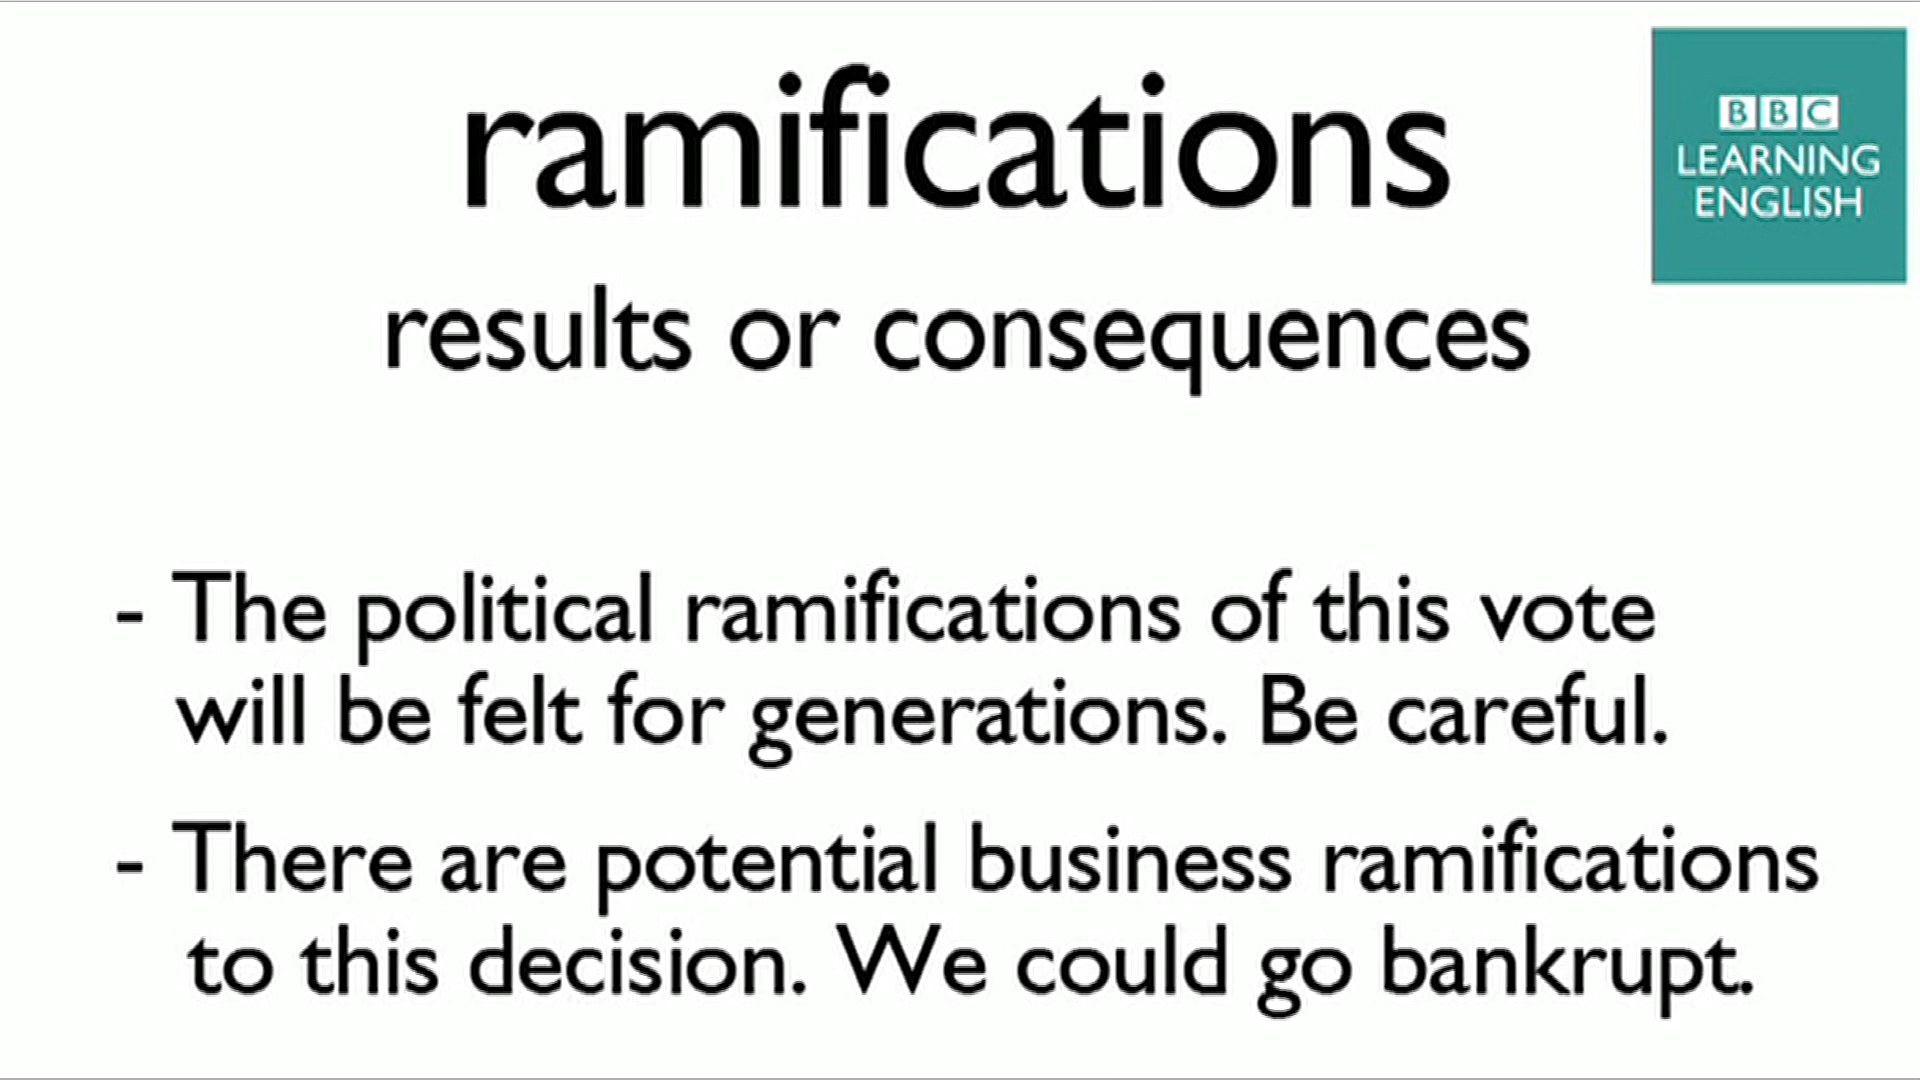 ramifications
BBC
LEARNING
ENGLISH
results or consequences
- The political ramifications of this vote
will be felt for generations. Be careful.
- There are potential business ramifications
to this decision. We could go bankrupt.